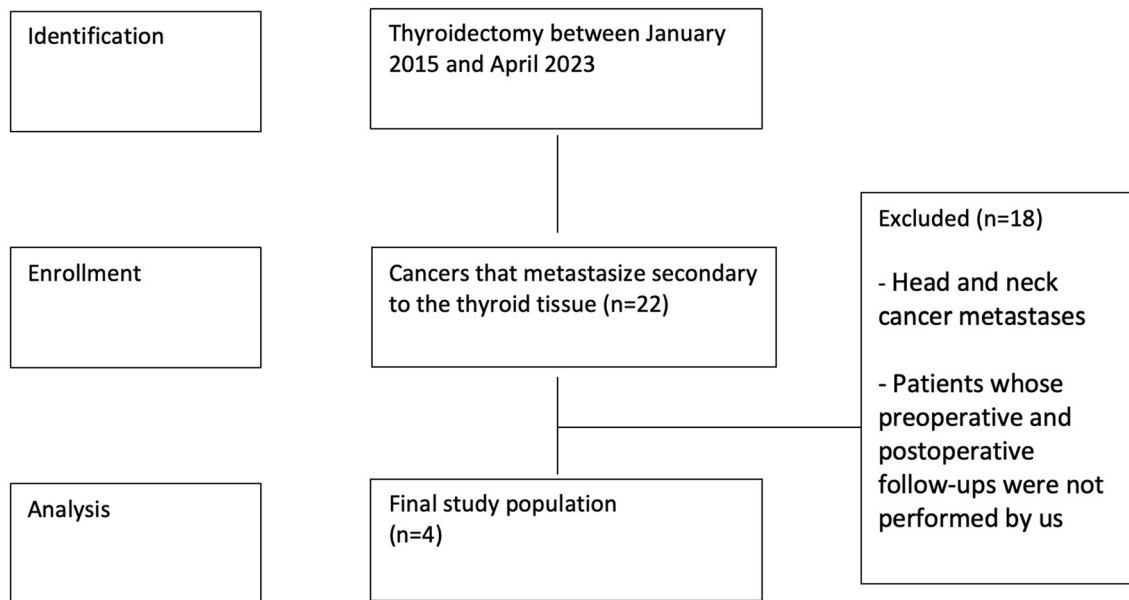 Identification
Thyroidectomy between January
2015 and April 2023
Enrollment
Cancers that metastasize secondary
to the thyroid tissue (n=22)
Excluded (n=18)
- Head and neck
cancer metastases
- Patients whose
preoperative and
postoperative
follow-ups were not
performed by us
Analysis
Final study population
(n=4)